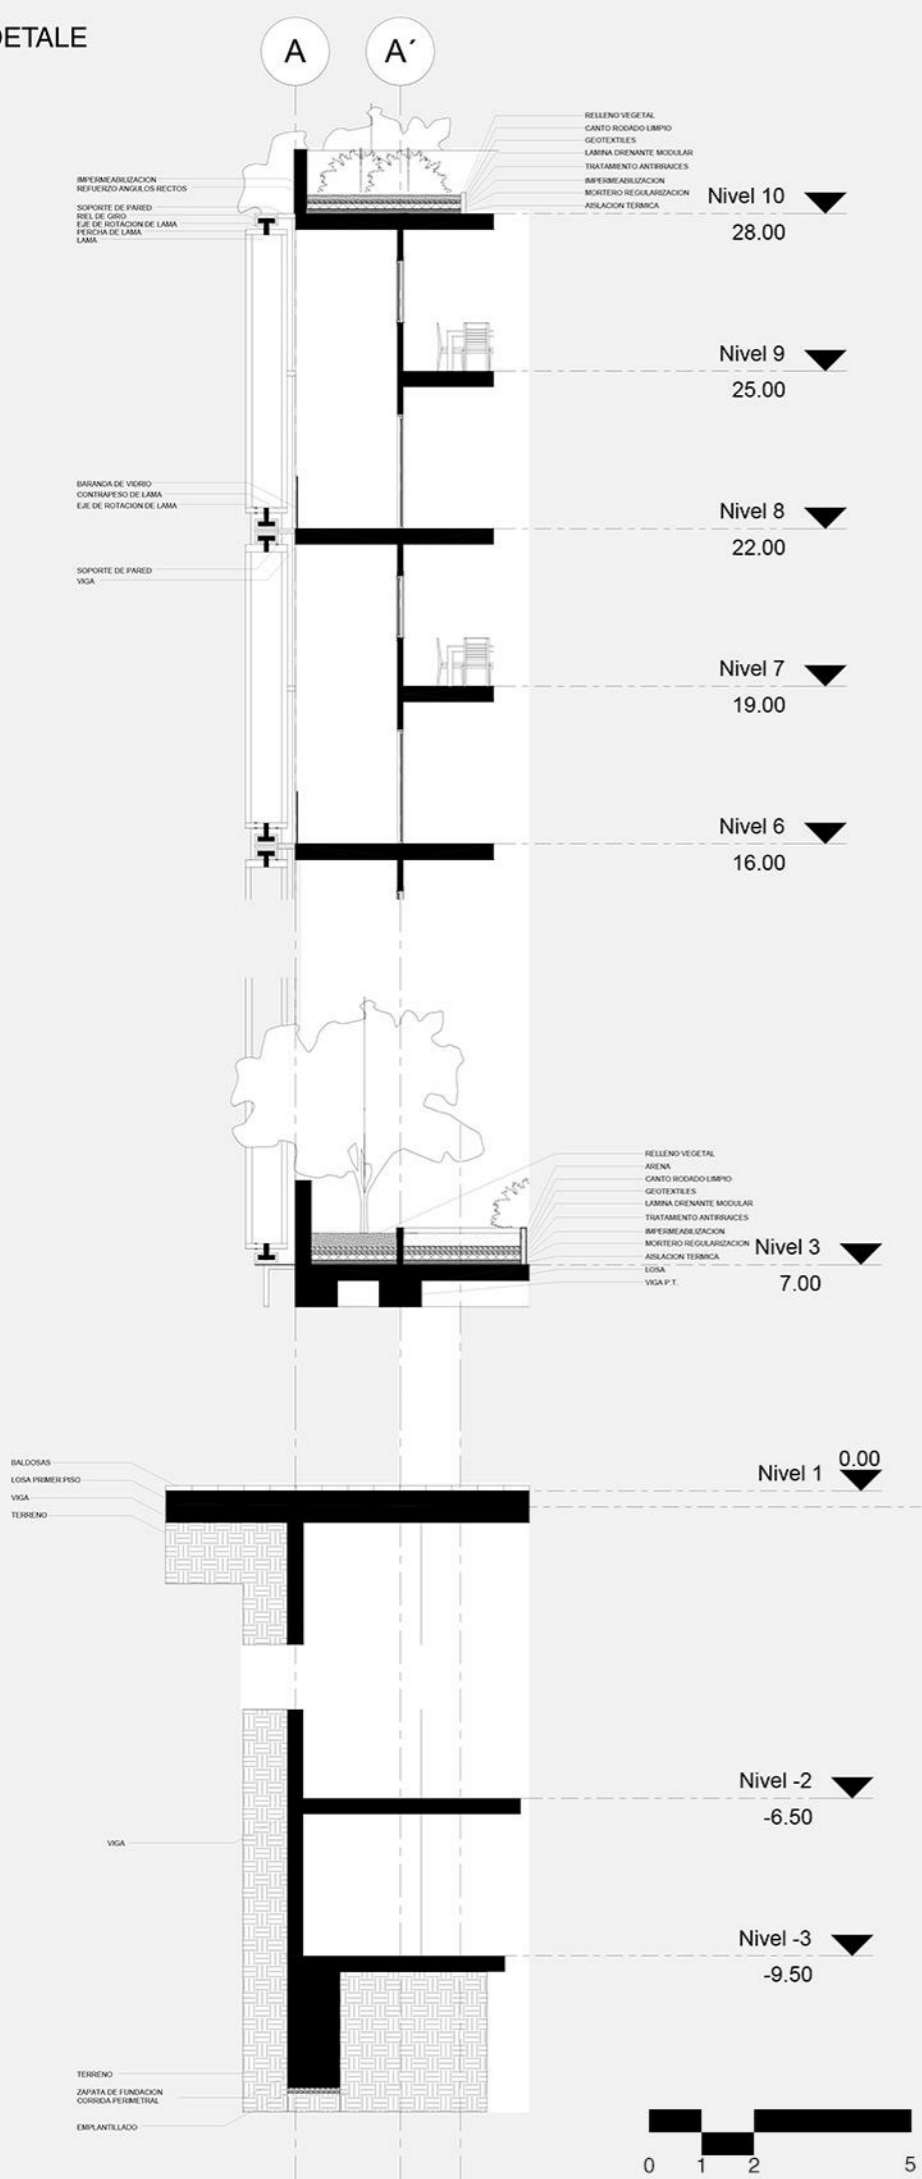 DETALE
A
A´
RELLENO VEGETAL
CANTO RODADO LIMPIO
GEOTEXTILES
LAMINA DRENANTE MODULAR
TRATAMIENTO ANTIRRAICES
IMPERMEABILIZACION
MORTERO REGULARIZACION
AISLACION TERMICA
IMPERMEABILIZACION
REFUERZO ANGULOS RECTOS
SOPORTE DE PARED
RIEL DE GIRO
EJE DE ROTACION DE LAMA
PERCHA DE LAMA
LAMA
Nivel 10
28.00
Nivel 9
25.00
BARANDA DE VIDRIO
CONTRAPESO DE LAMA
EJE DE ROTACION DE LAMA
Nivel 8
22.00
SOPORTE DE PARED
VIGA
Nivel 7
19.00
Nivel 6
16.00
RELLENO VEGETAL
ARENA
CANTO RODADO LIMPIO
GEOTEXTILES
LAMINA DRENANTE MODULAR
TRATAMIENTO ANTIRRAICES
IMPERMEABILIZACION
MORTERO REGULARIZACION
AISLACION TERMICA
LOSA
VIGA P.T.
Nivel 3
7.00
BALDOSAS
LOSA PRIMER PISO
VIGA
TERRENO
0.00
Nivel 1
Nivel -2
-6.50
VIGA
Nivel -3
-9.50
TERRENO
ZAPATA DE FUNDACION
CORRIDA PERIMETRAL
EMPLANTILLADO
0 1 2 5